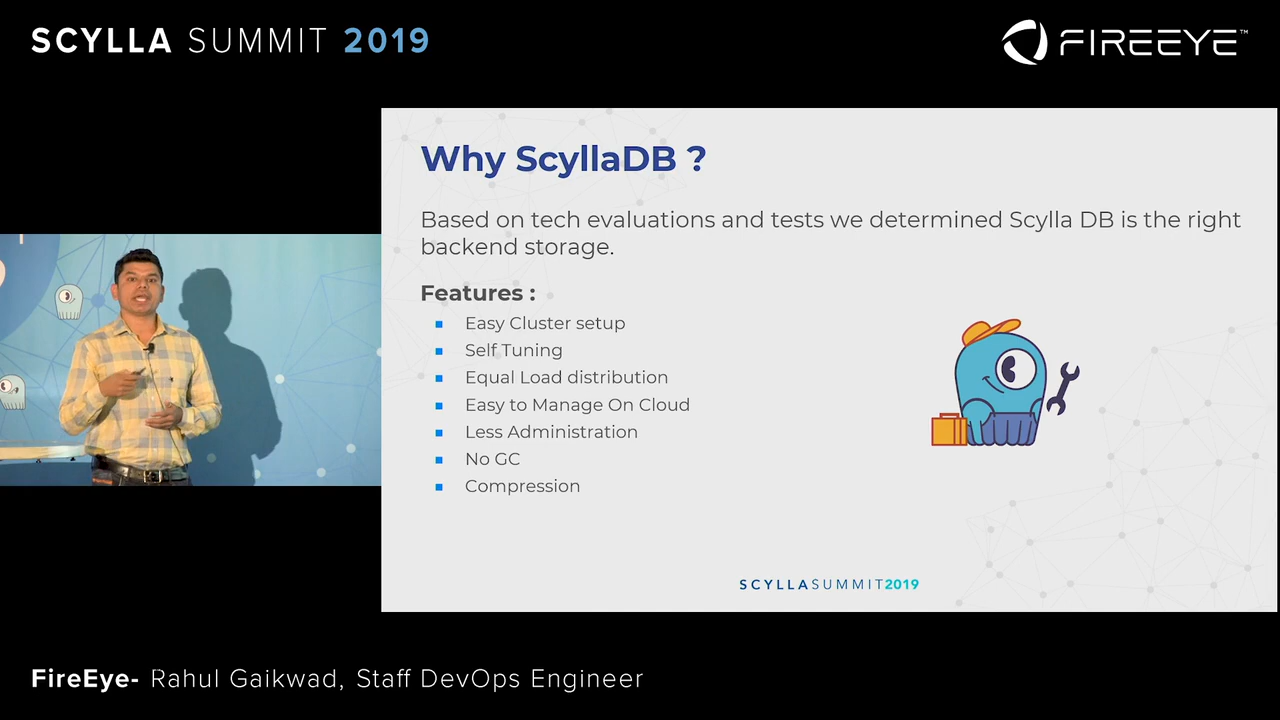 SCYLLA SUMMIT 2019
FIREEYE™
Why ScyllaDB ?
Based on tech evaluations and tests we determined Scylla DB is the right
backend storage.
Features :
Easy Cluster setup
Self Tuning
Equal Load distribution
Easy to Manage On Cloud
Less Administration
No GC
Compression
SCYLLASUMMIT2019
FireEye- Rahul Gaikwad, Staff DevOps Engineer